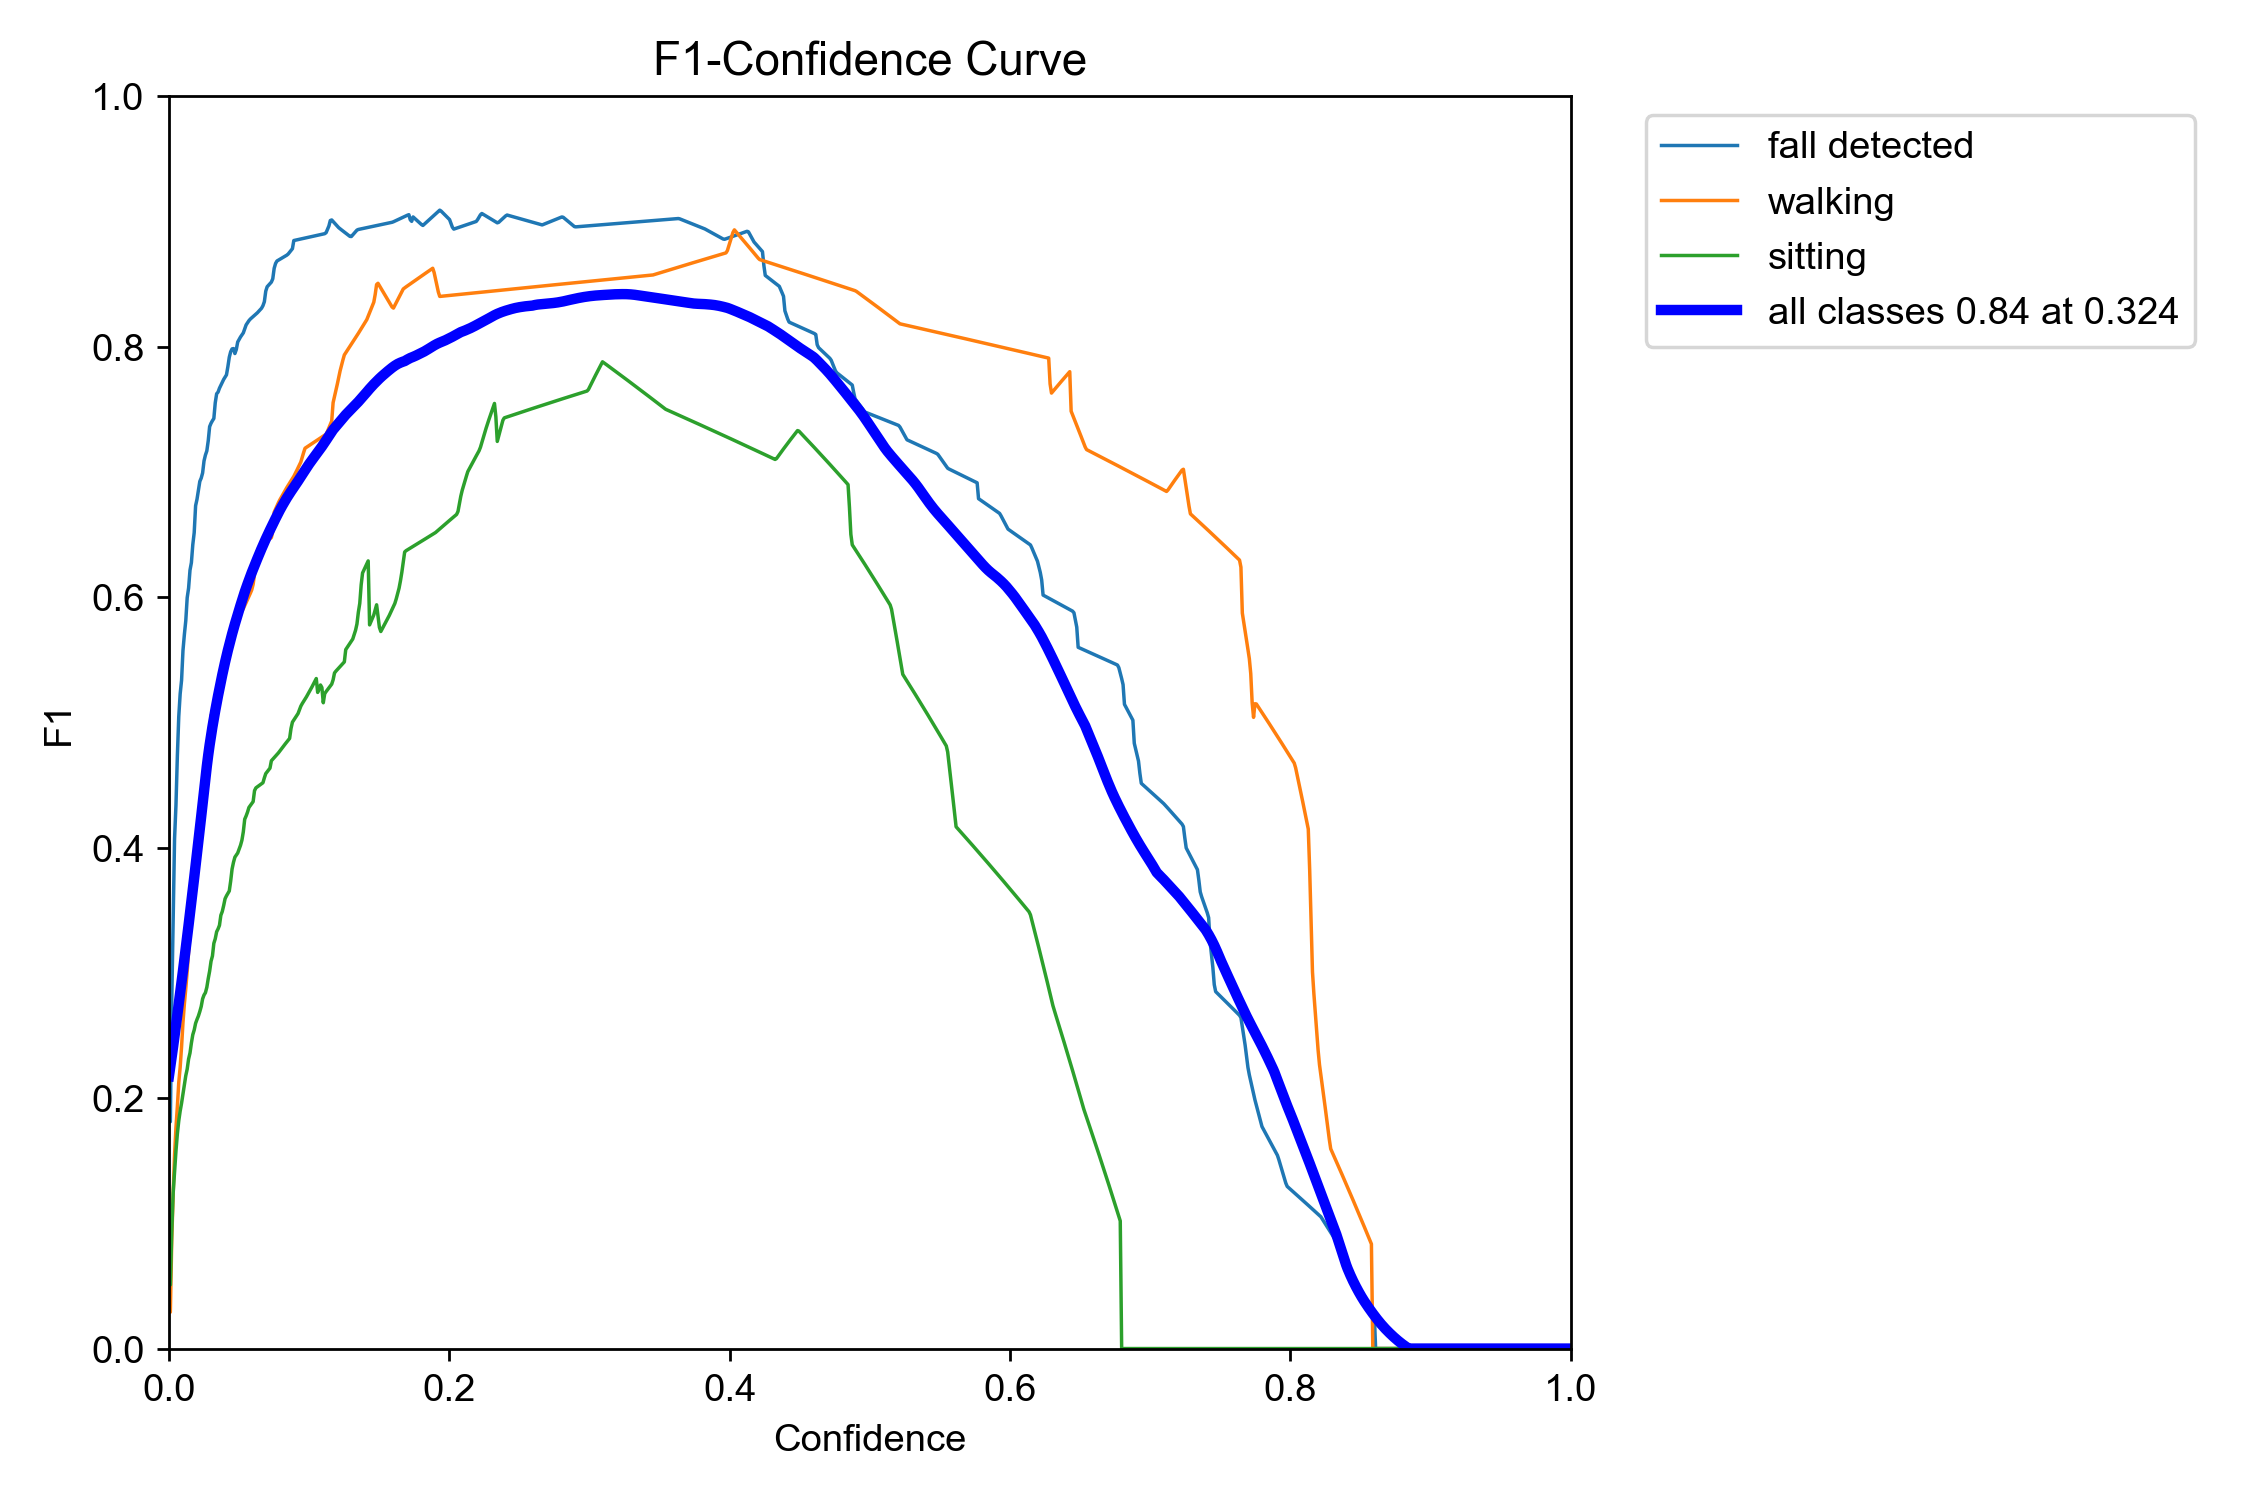 F1-Confidence Curve
1.0
0.8
0.6
0.4
0.2
0.0
F1
0.0 0.2 0.4 0.6 0.8 1.0
Confidence
fall detected
walking
sitting
all classes 0.84 at 0.324